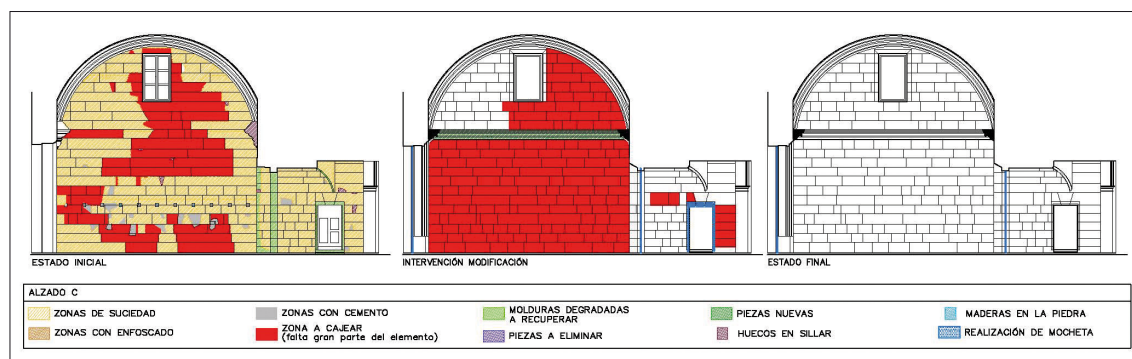 ESTADO INICIAL
INTERVENCIÓN MODIFICACIÓN
ESTADO FINAL
ALZADO C
ZONAS DE SUCIEDAD
ZONAS CON CEMENTO
MOLDURAS DEGRADADAS
A RECUPERAR
PIEZAS NUEVAS
MADERAS EN LA PIEDRA
ZONAS CON ENFOSCADO
ZONA A CAJEAR
(falta gran parte del elemento)
PIEZAS A ELIMINAR
HUECOS EN SILLAR
REALIZACIÓN DE MOCHETA